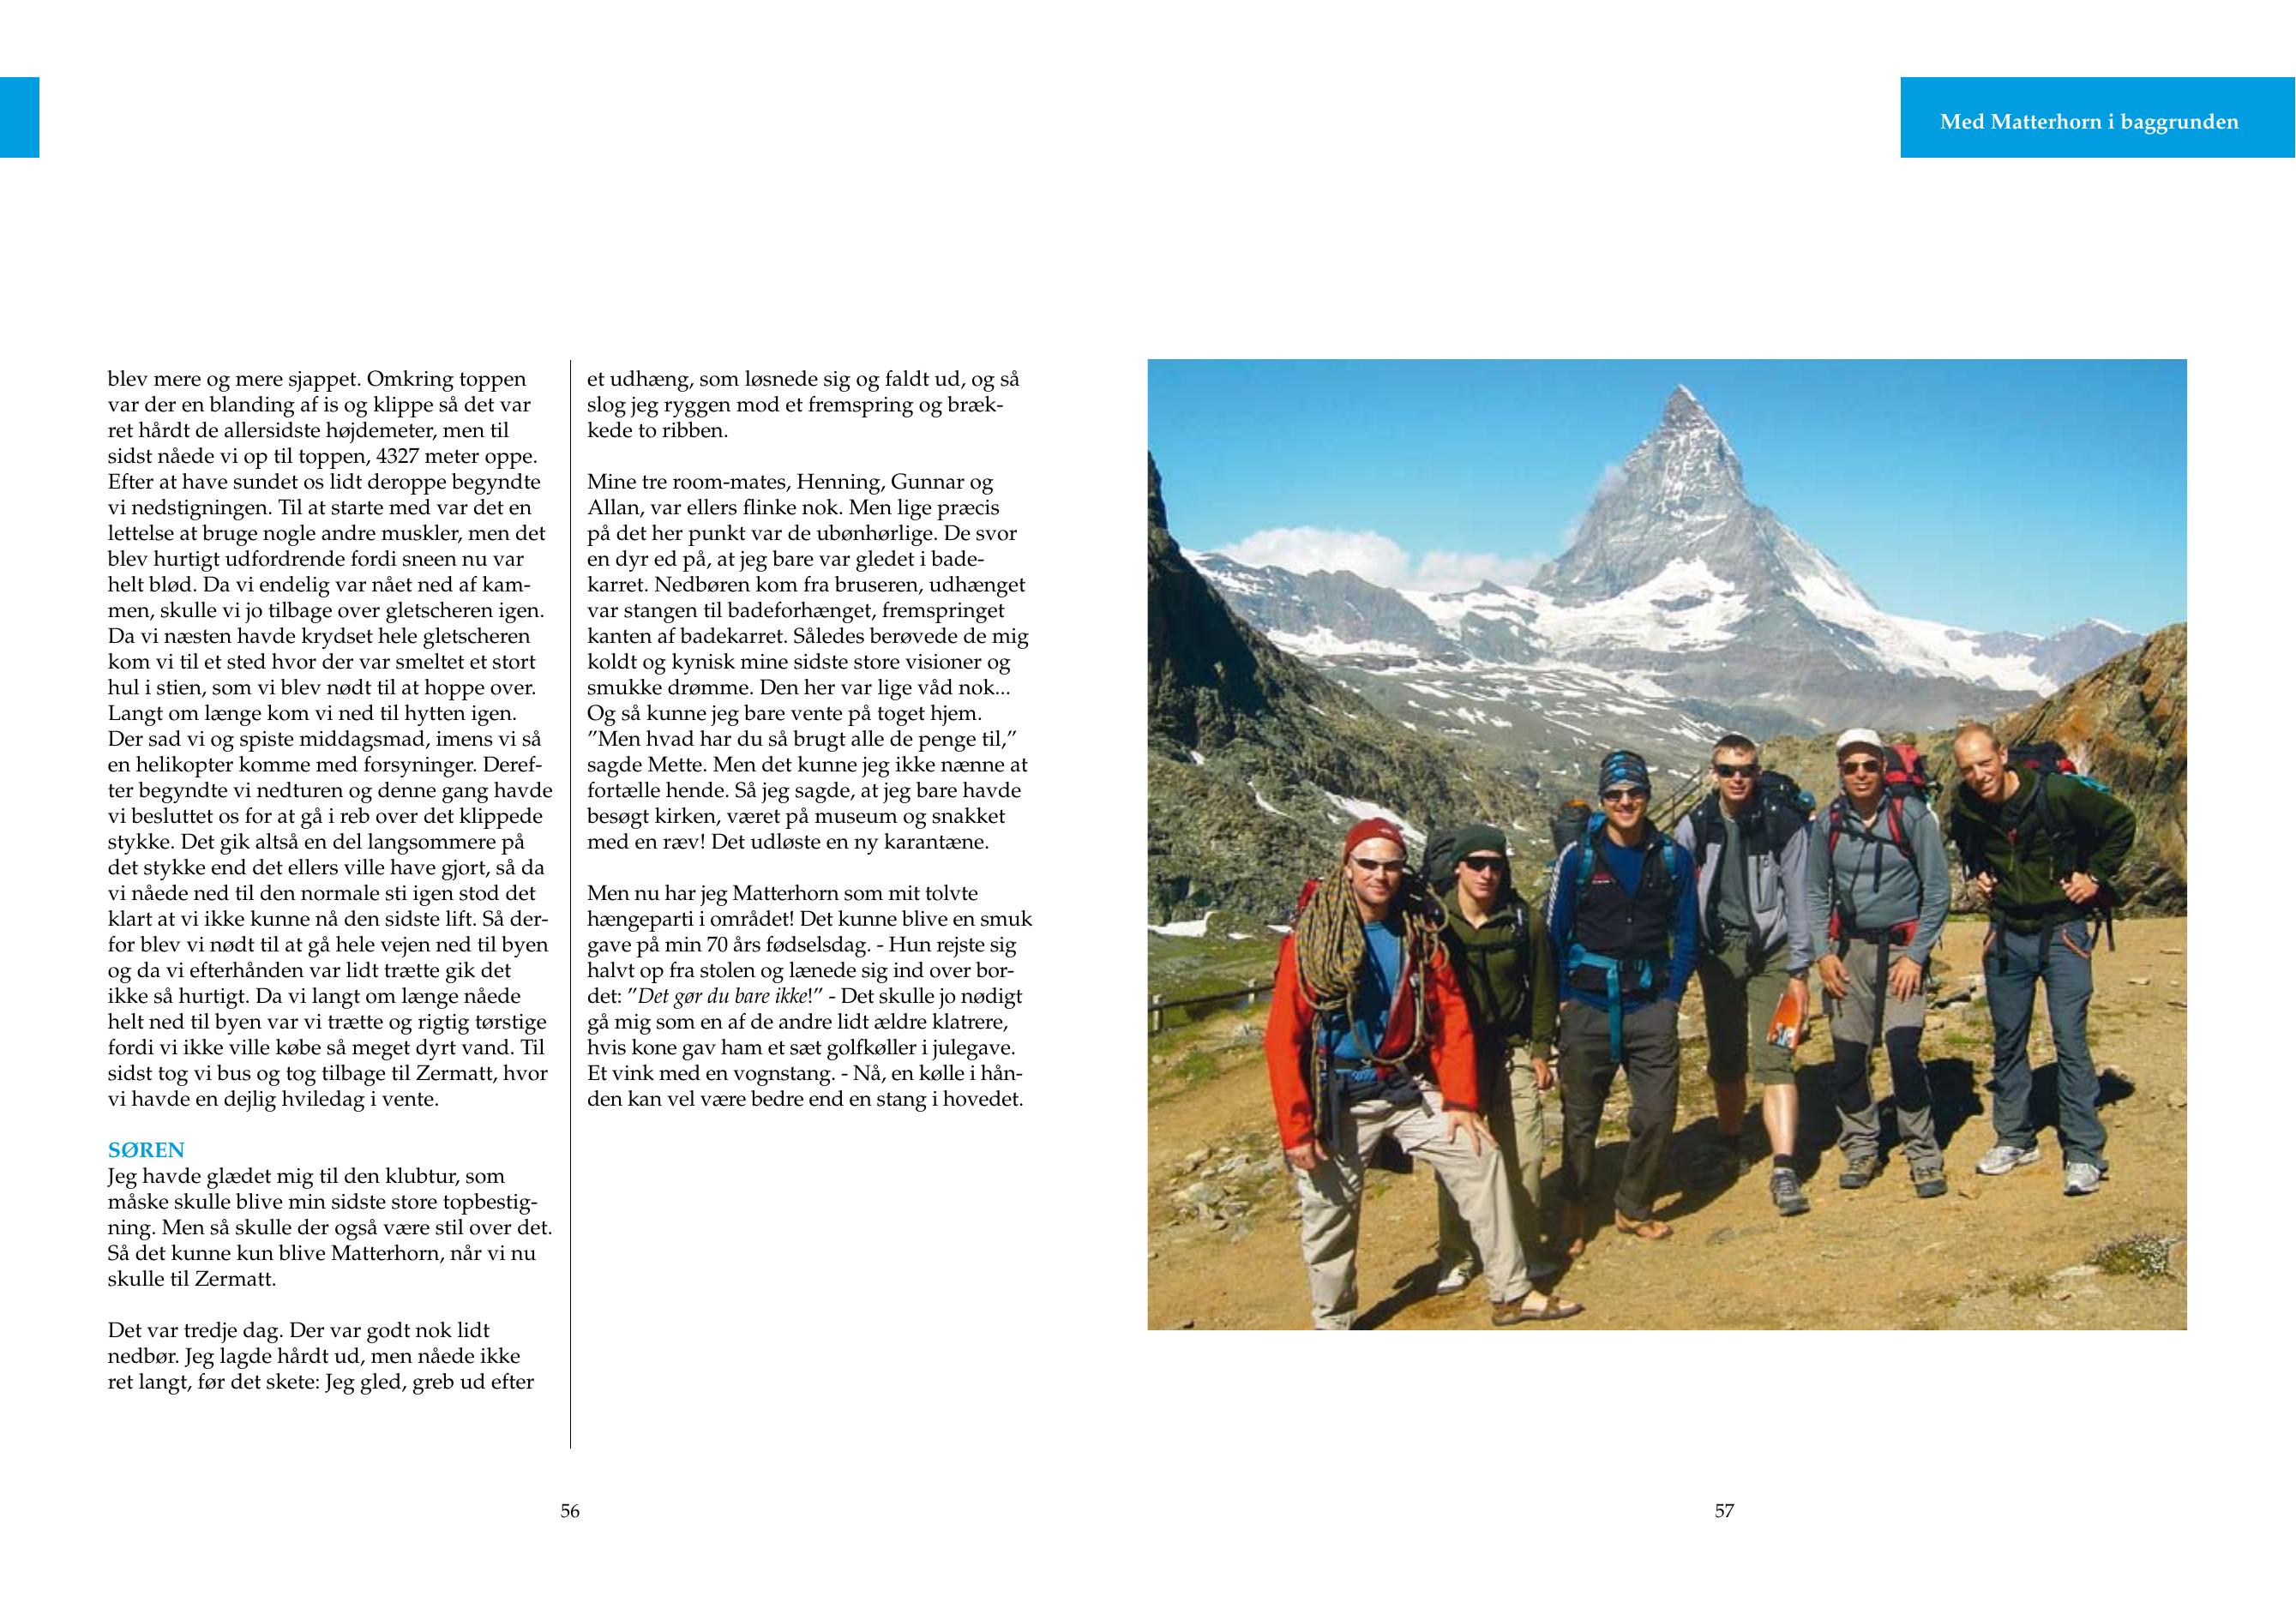 Med Matterhorn i baggrunden
blev mere og mere sjappet. Omkring toppen
var der en blanding af is og klippe så det var
ret hårdt de allersidste højdemeter, men til
sidst nåede vi op til toppen, 4327 meter oppe.
Efter at have sundet os lidt deroppe begyndte
vi nedstigningen. Til at starte med var det en
lettelse at bruge nogle andre muskler, men det
blev hurtigt udfordrende fordi sneen nu var
helt blød. Da vi endelig var nået ned af kam-
men, skulle vi jo tilbage over gletscheren igen.
Da vi næsten havde krydset hele gletscheren
kom vi til et sted hvor der var smeltet et stort
hul i stien, som vi blev nødt til at hoppe over.
Langt om længe kom vi ned til hytten igen.
Der sad vi og spiste middagsmad, imens vi så
en helikopter komme med forsyninger. Deref-
ter begyndte vi nedturen og denne gang havde
vi besluttet os for at gå i reb over det klippede
stykke. Det gik altså en del langsommere på
det stykke end det ellers ville have gjort, så da
vi nåede ned til den normale sti igen stod det
klart at vi ikke kunne nå den sidste lift. Så der-
for blev vi nødt til at gå hele vejen ned til byen
og da vi efterhånden var lidt trætte gik det
ikke så hurtigt. Da vi langt om længe nåede
helt ned til byen var vi trætte og rigtig tørstige
fordi vi ikke ville købe så meget dyrt vand. Til
sidst tog vi bus og tog tilbage til Zermatt, hvor
vi havde en dejlig hviledag i vente.
SØREN
Jeg havde glædet mig til den klubtur, som
måske skulle blive min sidste store topbestig-
ning. Men så skulle der også være stil over det.
Så det kunne kun blive Matterhorn, når vi nu
skulle til Zermatt.
Det var tredje dag. Der var godt nok lidt
nedbør. Jeg lagde hårdt ud, men nåede ikke
ret langt, før det skete: Jeg gled, greb ud efter
et udhæng, som løsnede sig og faldt ud, og så
slog jeg ryggen mod et fremspring og bræk-
kede to ribben.
Mine tre room-mates, Henning, Gunnar og
Allan, var ellers flinke nok. Men lige præcis
på det her punkt var de ubønhørlige. De svor
en dyr ed på, at jeg bare var gledet i bade-
karret. Nedbøren kom fra bruseren, udhænget
var stangen til badeforhænget, fremspringet
kanten af badekarret. Således berøvede de mig
koldt og kynisk mine sidste store visioner og
smukke drømme. Den her var lige våd nok...
Og så kunne jeg bare vente på toget hjem.
”Men hvad har du så brugt alle de penge til,”
sagde Mette. Men det kunne jeg ikke nænne at
fortælle hende. Så jeg sagde, at jeg bare havde
besøgt kirken, været på museum og snakket
med en ræv! Det udløste en ny karantæne.
Men nu har jeg Matterhorn som mit tolvte
hængeparti i området! Det kunne blive en smuk
gave på min 70 års fødselsdag. - Hun rejste sig
halvt op fra stolen og lænede sig ind over bor-
det: ”Det gør du bare ikke!” - Det skulle jo nødigt
gå mig som en af de andre lidt ældre klatrere,
hvis kone gav ham et sæt golfkøller i julegave.
Et vink med en vognstang. - Nå, en kølle i hån-
den kan vel være bedre end en stang i hovedet.
56
57